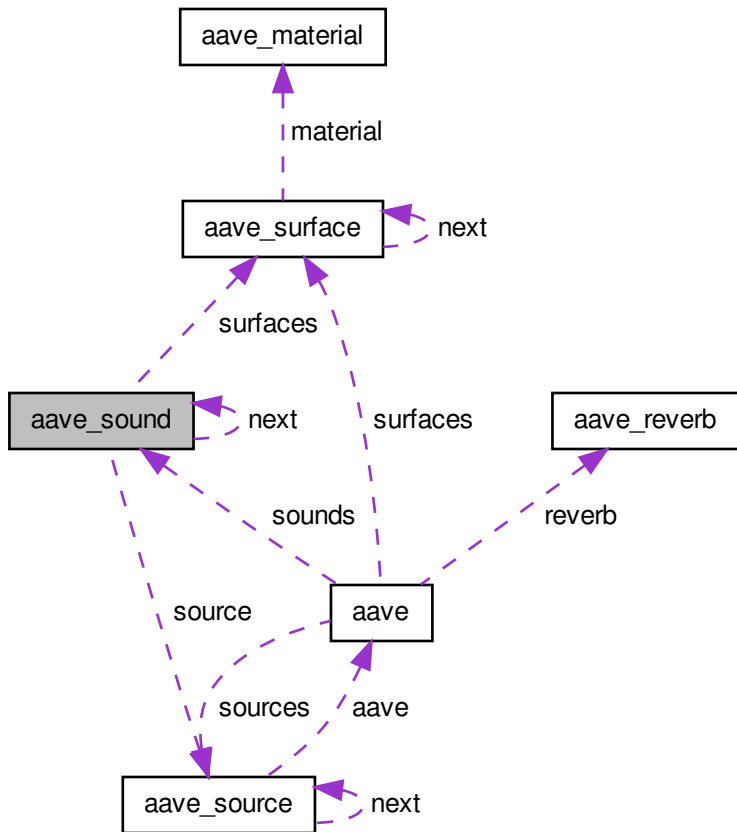 aave_material
material
aave_surface
next
surfaces
aave_sound
next
surfaces
aave_reverb
sounds
reverb
source
aave
sources
aave
aave_source
next